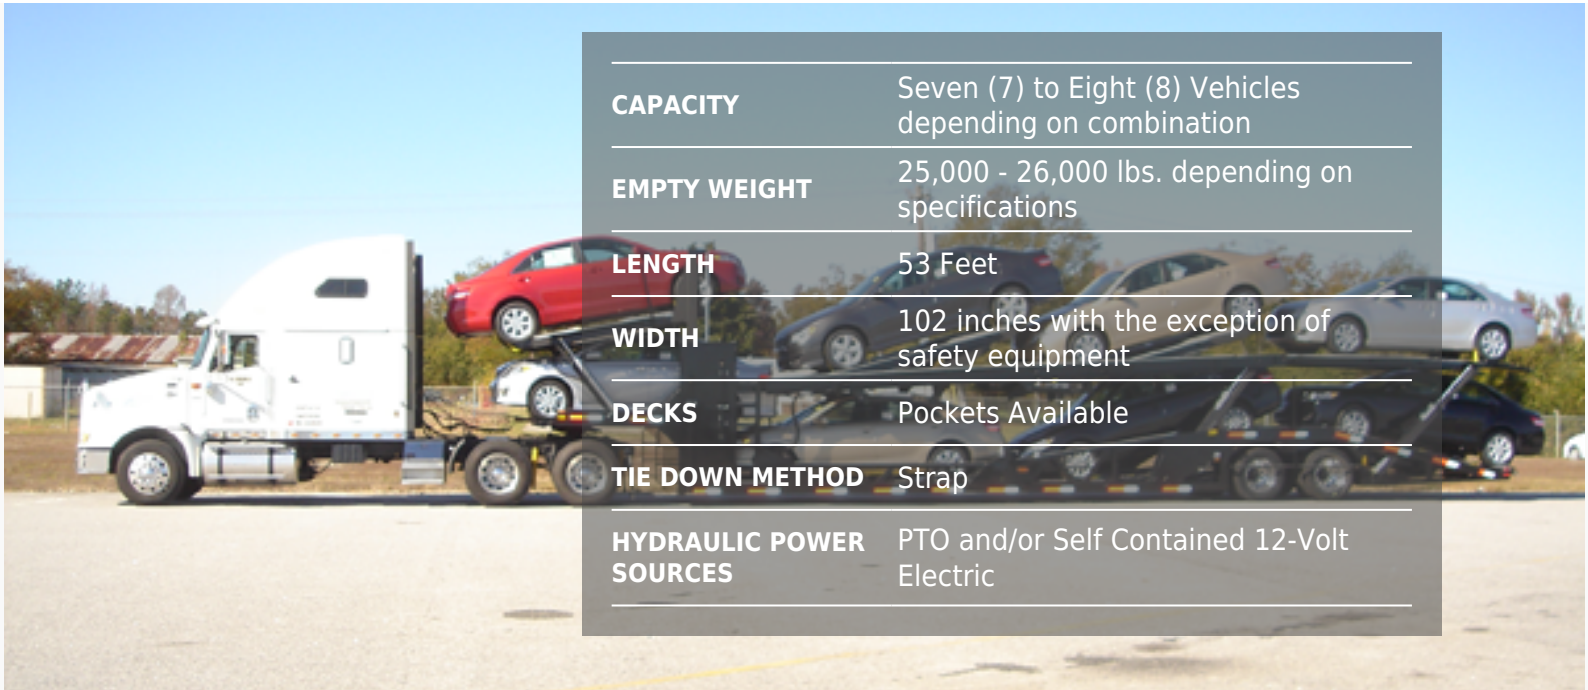 CAPACITY
Seven (7) to Eight (8) Vehicles
depending on combination
EMPTY WEIGHT
25,000 - 26,000 lbs. depending on
specifications
LENGTH
53 Feet
WIDTH
102 inches with the exception of
safety equipment
DECKS
Pockets Available
TIE DOWN METHOD
Strap
HYDRAULIC POWER
SOURCES
PTO and/or Self Contained 12-Volt
Electric